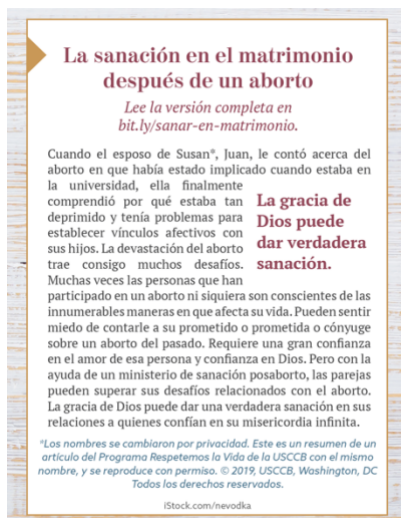 La sanación en el matrimonio
después de un aborto
Lee la versión completa en
bit.ly/sanar-en-matrimonio.
Cuando el esposo de Susan*, Juan, le contó acerca del
aborto en que había estado implicado cuando estaba en
la universidad, ella finalmente
comprendió por qué estaba tan
deprimido y tenía problemas para
establecer vínculos afectivos con
sus hijos. La devastación del aborto
trae consigo muchos desafíos.
Muchas veces las personas que han
La gracia de
Dios puede
dar verdadera
sanación.
participado en un aborto ni siquiera son conscientes de las
innumerables maneras en que afecta su vida. Pueden sentir
miedo de contarle a su prometido o prometida o cónyuge
sobre un aborto del pasado. Requiere una gran confianza
en el amor de esa persona y confianza en Dios. Pero con la
ayuda de un ministerio de sanación posaborto, las parejas
pueden superar sus desafíos relacionados con el aborto.
La gracia de Dios puede dar una verdadera sanación en sus
relaciones a quienes confían en su misericordia infinita.
*Los nombres se cambiaron por privacidad. Este es un resumen de un
artículo del Programa Respetemos la Vida de la USCCB con el mismo
nombre, y se reproduce con permiso. © 2019, USCCB, Washington, DC
Todos los derechos reservados.
iStock.com/nevodka